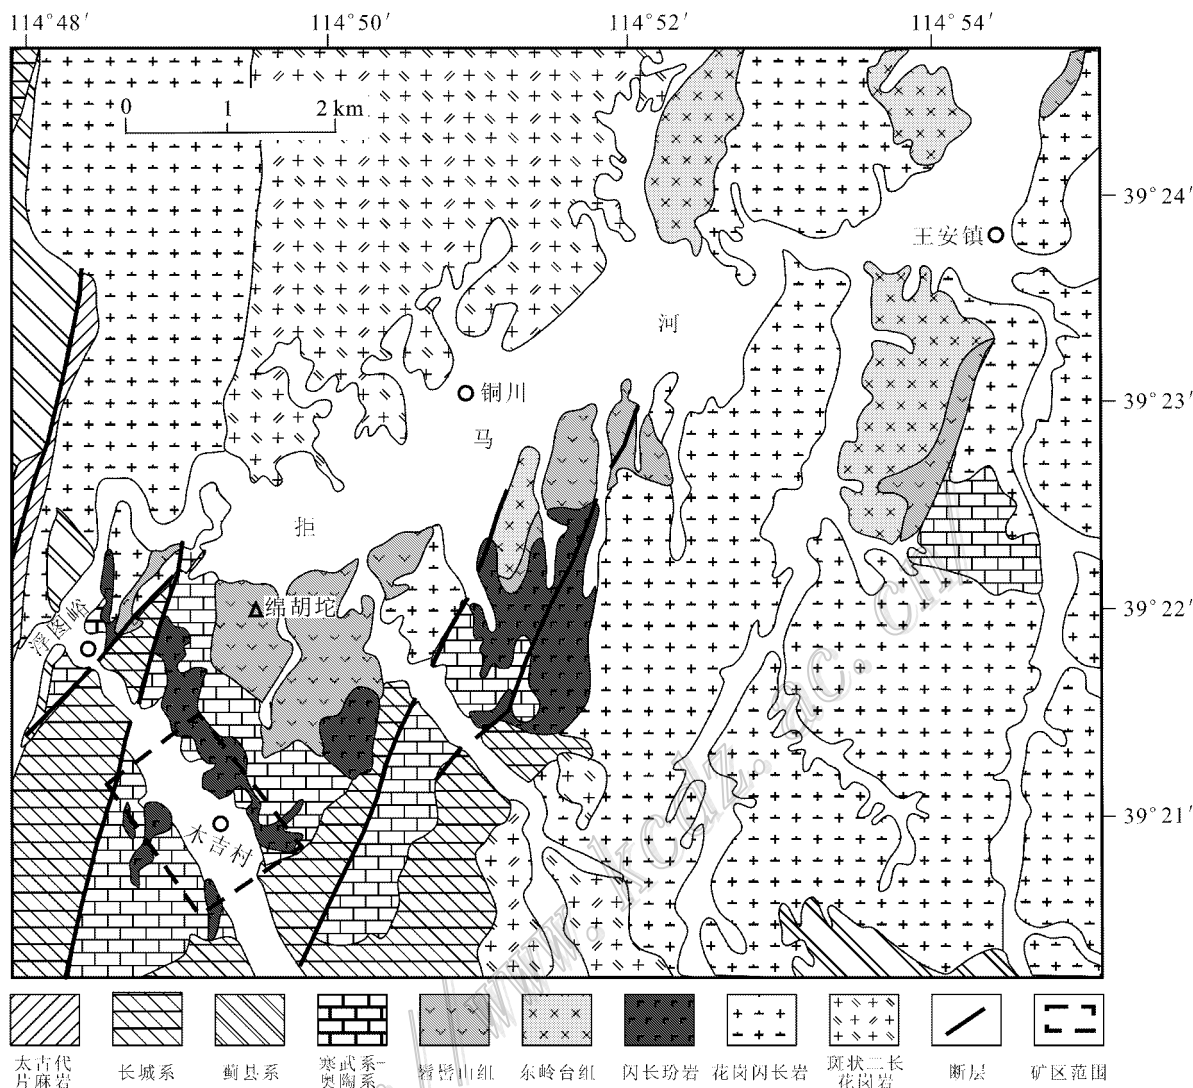 114°48′ 114°50′ 114°52′ 114°54′
0 1 2 km
39°24′
王安镇
河
39°23′
铜川
马
拒
39°22′
绵胡坨
浮图峪
39°21′
木吉村
www.kcdz.ac.cn/
太古代片麻岩
长城系
蓟县系
寒武系-奥陶系
髫髻山组
东岭台组
闪长玢岩
花岗闪长岩
斑状二长花岗岩
断层
矿区范围